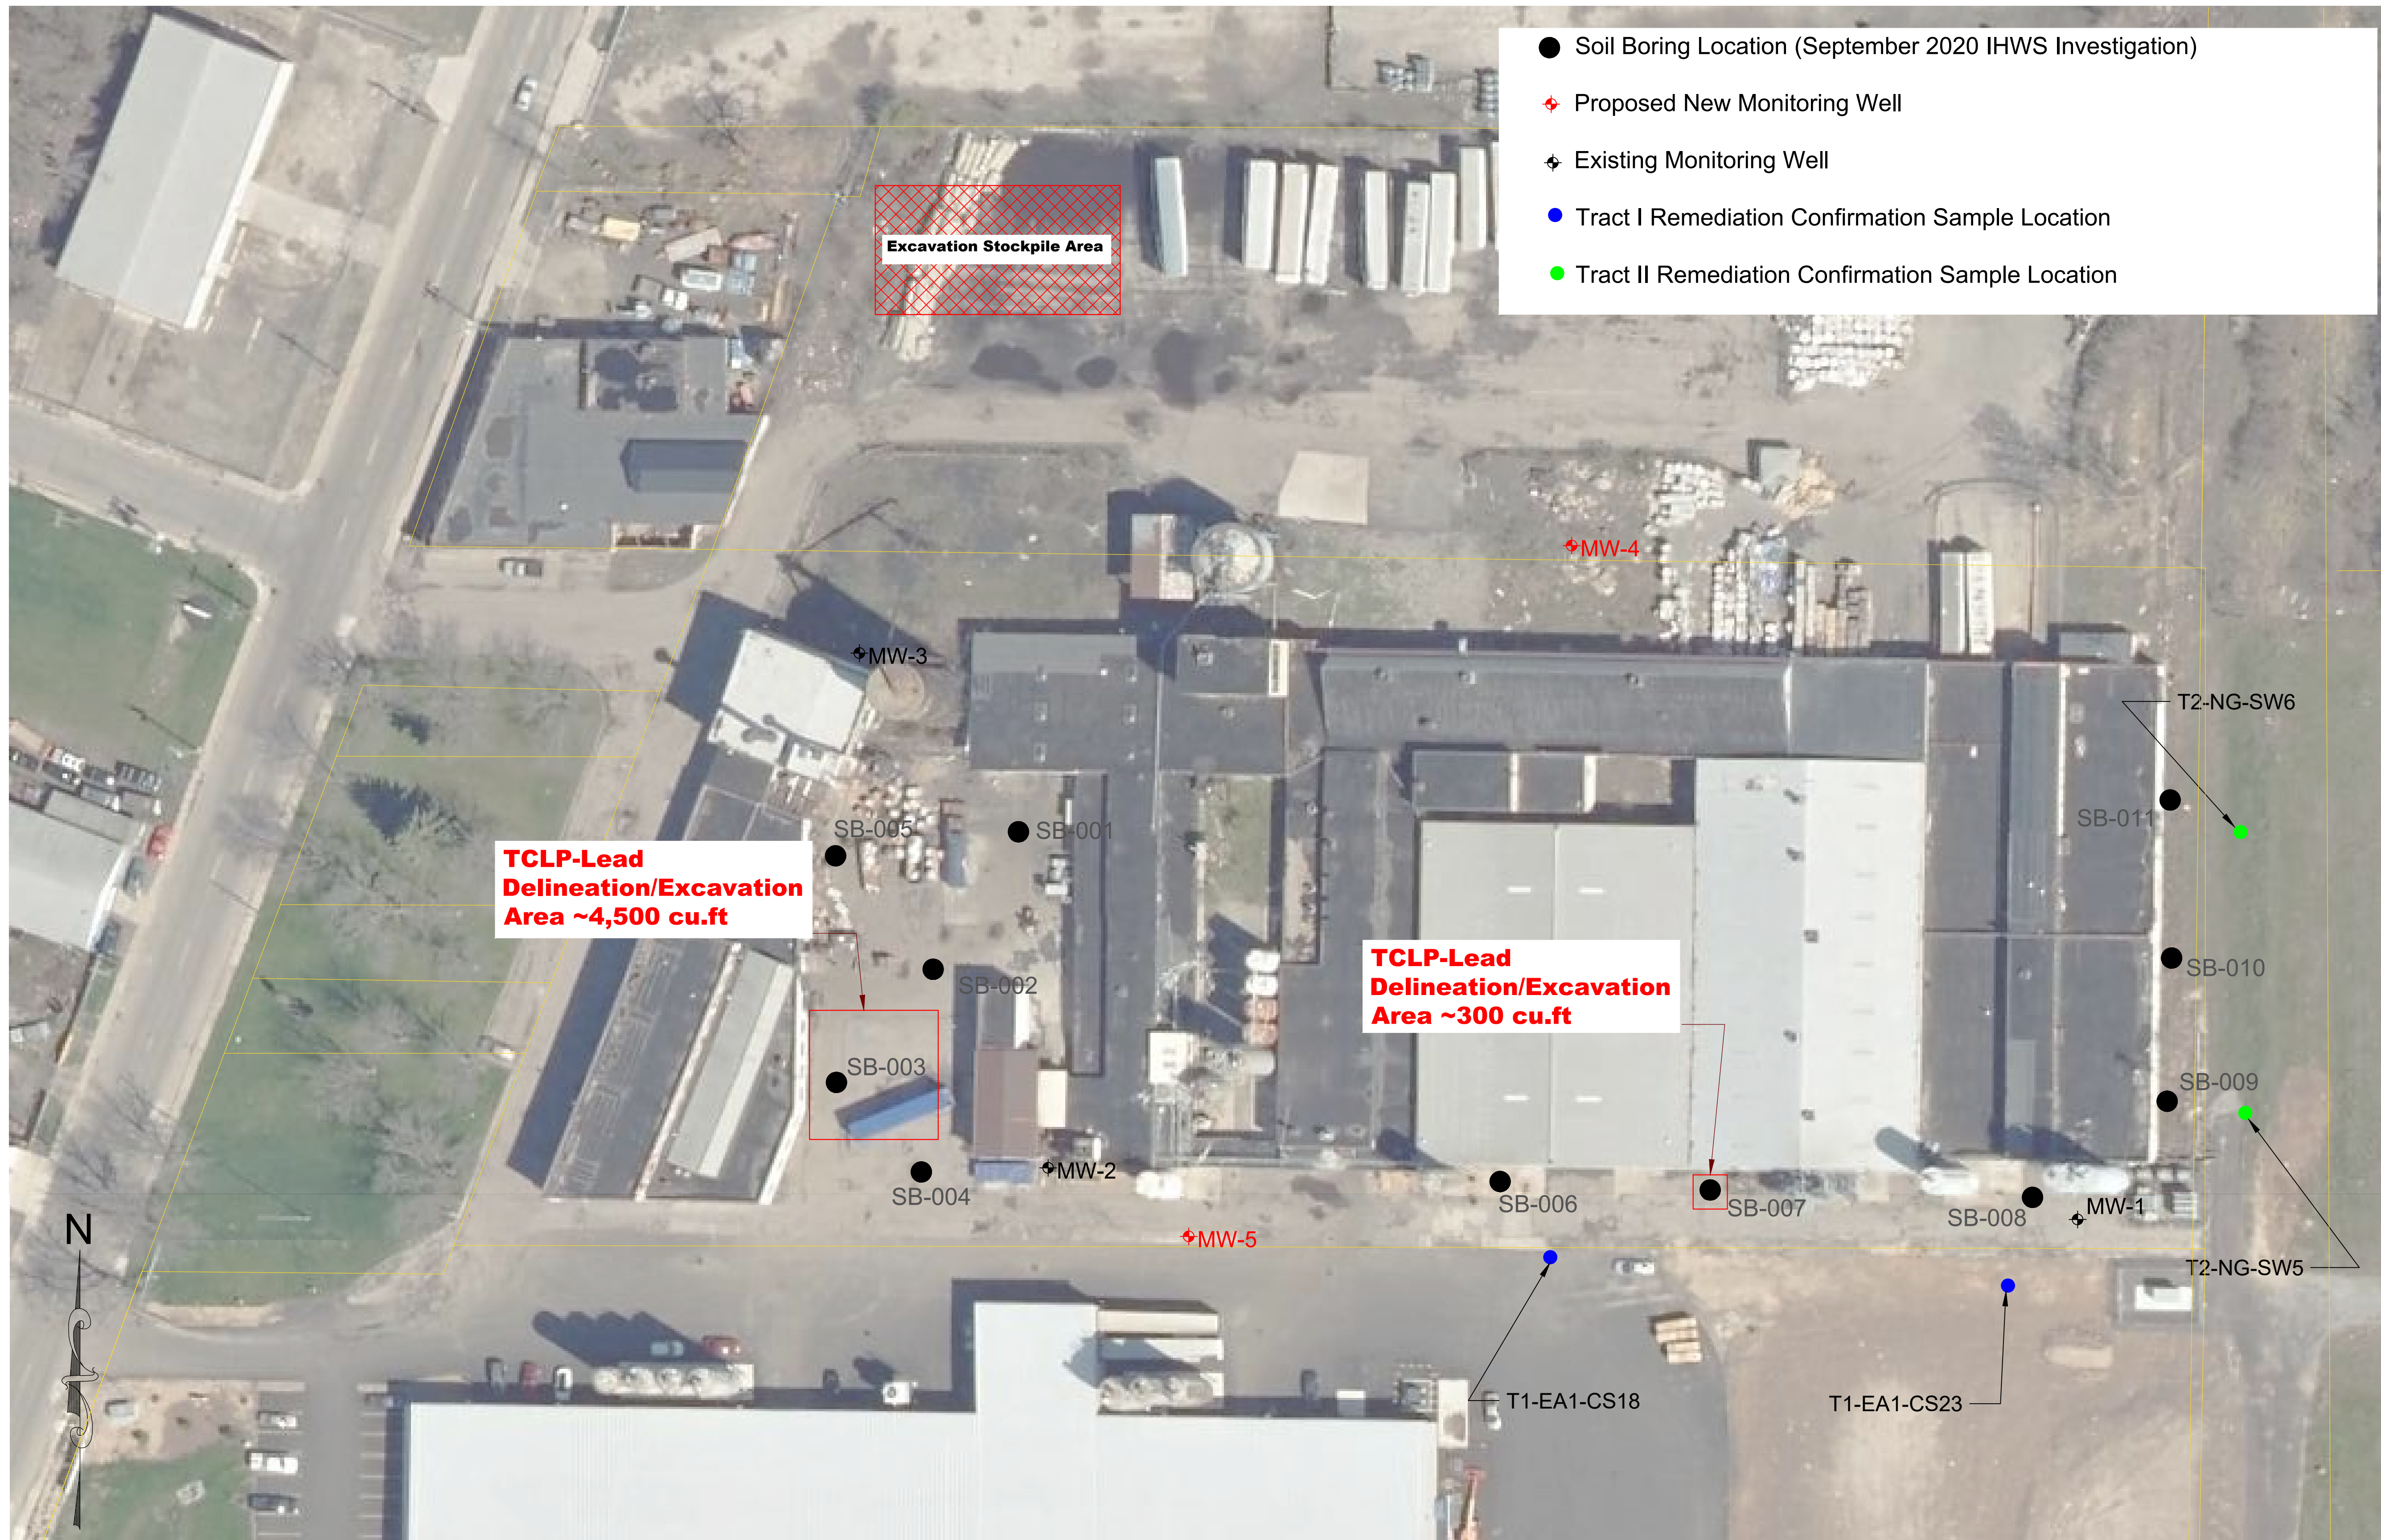 Soil Boring Location (September 2020 IHWS Investigation)
Proposed New Monitoring Well
Existing Monitoring Well
Tract I Remediation Confirmation Sample Location
Tract II Remediation Confirmation Sample Location
Excavation Stockpile Area
MW-4
MW-3
T2-NG-SW6
SB-011
SB-005
SB-001
TCLP-Lead
Delineation/Excavation
Area ~4,500 cu.ft
SB-002
TCLP-Lead
Delineation/Excavation
Area ~300 cu.ft
SB-010
SB-003
SB-009
MW-2
SB-004
SB-006
SB-007
SB-008
MW-1
N
MW-5
T2-NG-SW5
T1-EA1-CS18
T1-EA1-CS23